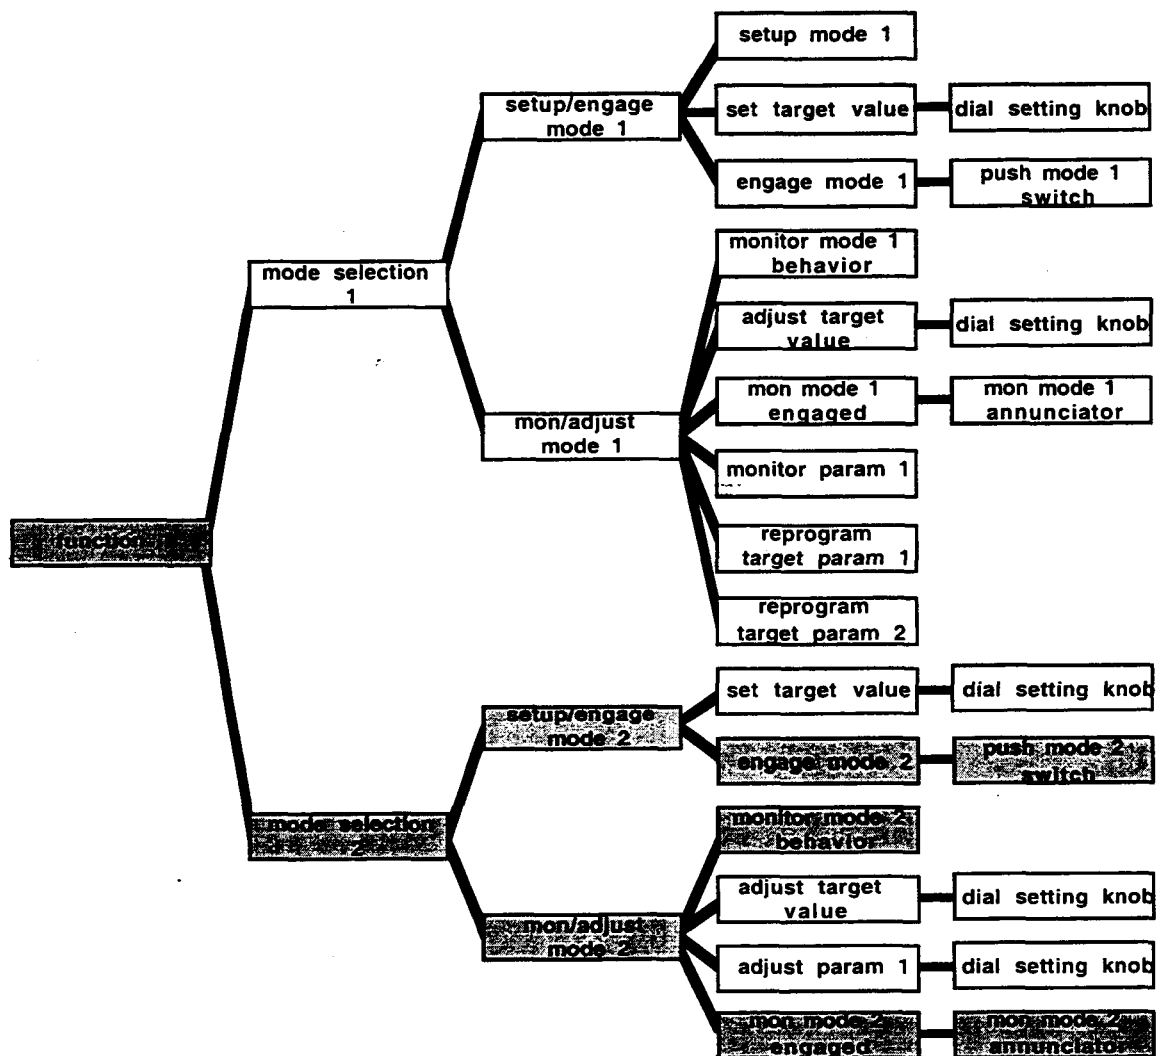 setup mode 1
setup/engage
mode 1
set target value
dial setting knob
engage mode 1
push mode 1
switch
monitor mode 1
behavior
mode selection
1
adjust target
value
dial setting knob
mon mode 1
engaged
mon mode 1
annunciator
mon/adjust
mode 1
monitor param 1
function
reprogram
target param 1
reprogram
target param 2
set target value
dial setting knob
setup/engage
mode 2
engage mode 2
push mode 2
switch
mode selection
2
monitor mode 2
behavior
adjust target
value
dial setting knob
mon/adjust
mode 2
adjust param 1
dial setting knob
mon mode 2
engaged
mon mode 2
annunciator